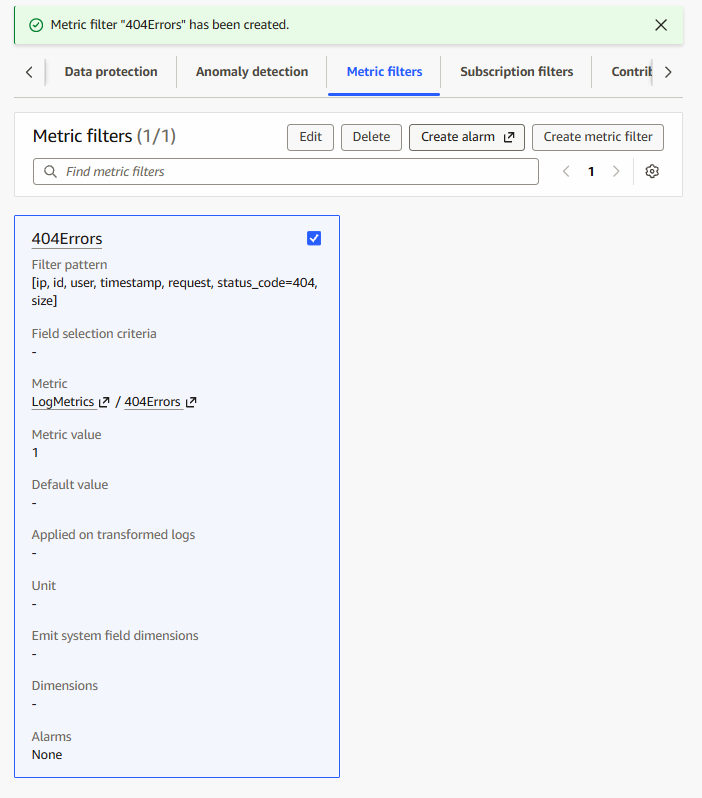 Metric filter "404Errors" has been created.
Data protection
Anomaly detection
Metric filters
Subscription filters
Metric filters (1/1)
Edit
Delete
Create alarm
Create metric filter
Find metric filters
1
404Errors
Filter pattern
[ip, id, user, timestamp, request, status_code=404,
size]
Field selection criteria
-
Metric
LogMetrics / 404Errors
Metric value
1
Default value
-
Applied on transformed logs
-
Unit
-
Emit system field dimensions
-
Dimensions
-
Alarms
None